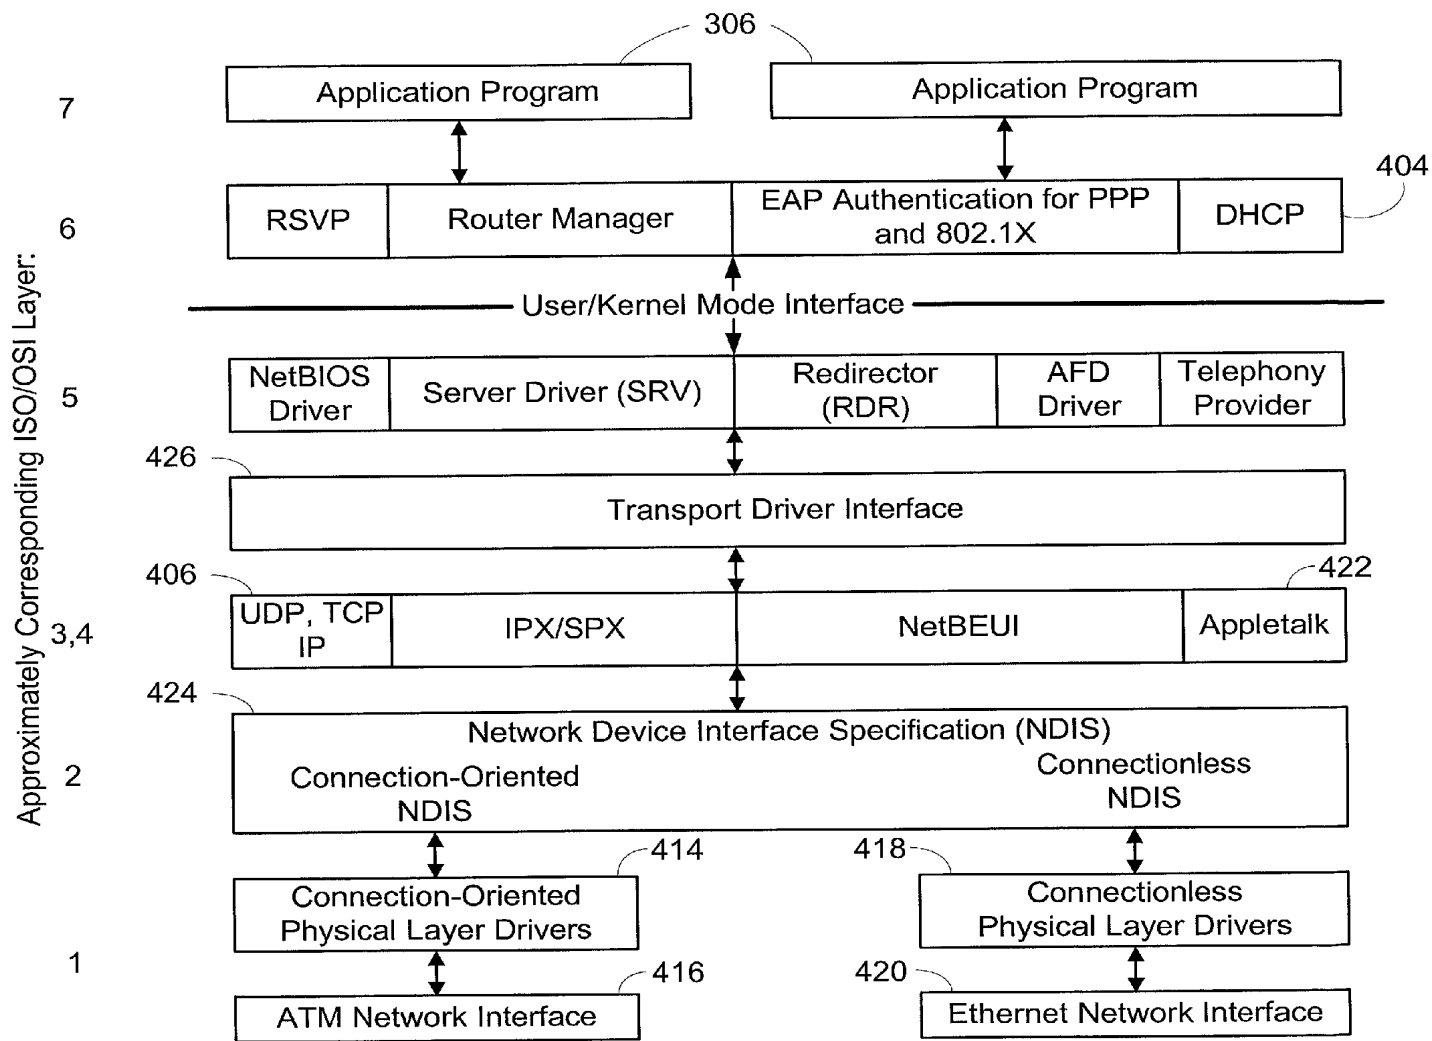 306
Application Program
Application Program
7
404
RSVP
Router Manager
EAP Authentication for PPP
and 802.1X
DHCP
6
User/Kernel Mode Interface
Approximately Corresponding ISO/OSI Layer:
NetBIOS
Driver
Server Driver (SRV)
Redirector
(RDR)
AFD
Driver
Telephony
Provider
5
426
Transport Driver Interface
406
422
UDP, TCP
IP
IPX/SPX
NetBEUI
Appletalk
3,4
424
Network Device Interface Specification (NDIS)
Connection-Oriented
NDIS
Connectionless
NDIS
2
414
418
Connection-Oriented
Physical Layer Drivers
Connectionless
Physical Layer Drivers
1
416
420
ATM Network Interface
Ethernet Network Interface